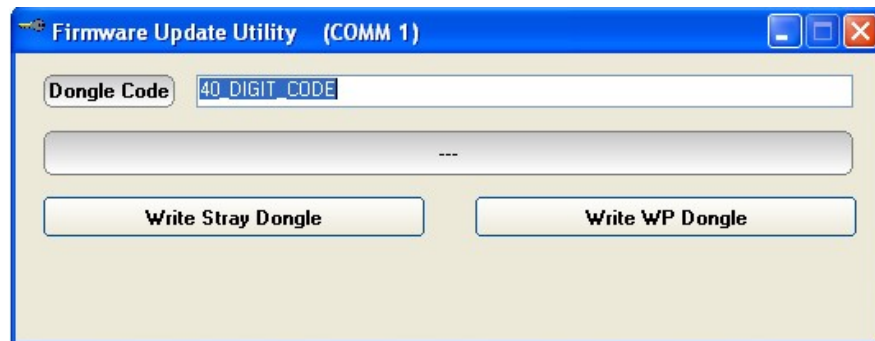 Firmware Update Utility (COMM 1)
Dongle Code 40_DIGIT_CODE
---
Write Stray Dongle Write WP Dongle